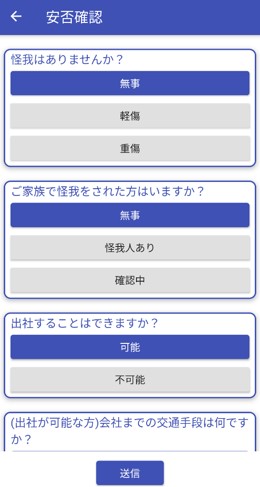 安否確認
怪我はありませんか？
無事
軽傷
重傷
ご家族で怪我をされた方はいますか？
無事
怪我人あり
確認中
出社することはできますか？
可能
不可能
(出社が可能な方)会社までの交通手段は何です
か？
送信